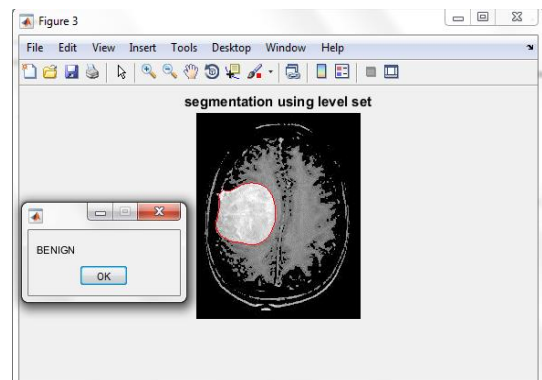 Figure 3
File Edit View Insert Tools Desktop Window Help
segmentation using level set
BENIGN
OK